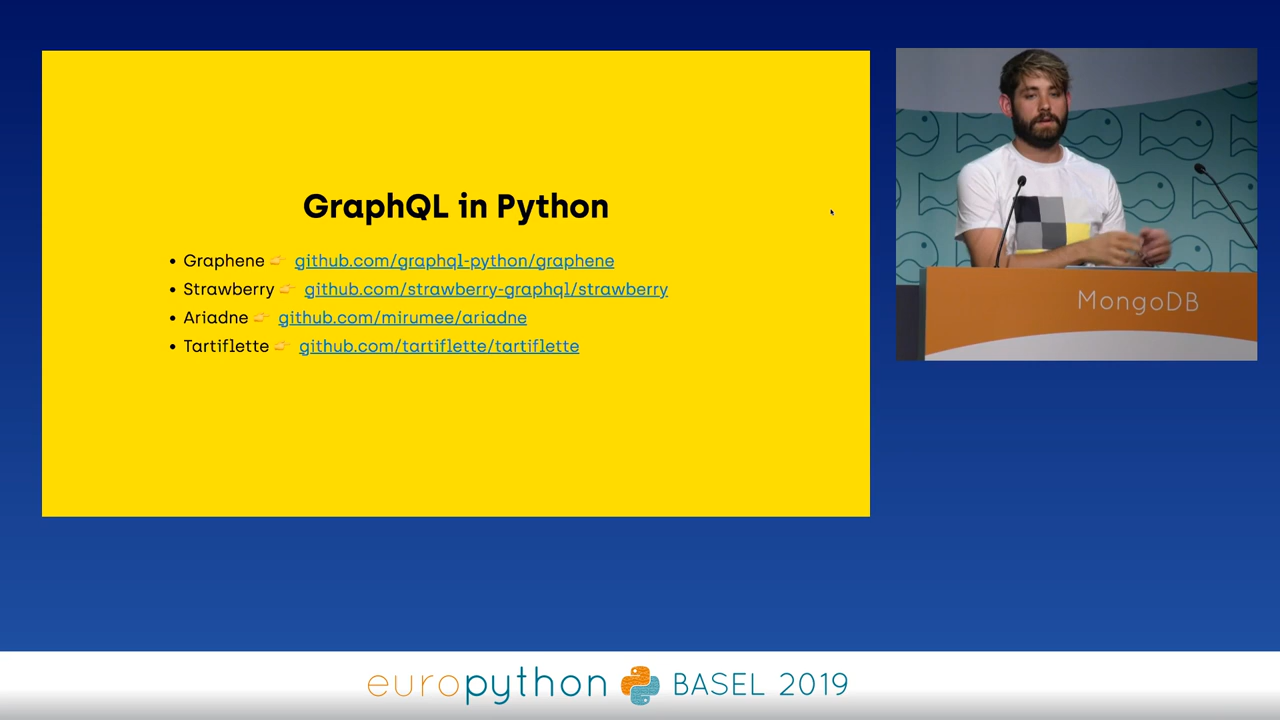 GraphQL in Python
• Graphene 👉 github.com/graphql-python/graphene
• Strawberry 👉 github.com/strawberry-graphql/strawberry
• Ariadne 👉 github.com/mirumee/ariadne
• Tartiflette 👉 github.com/tartiflette/tartiflette
MongoDB
europython BASEL 2019